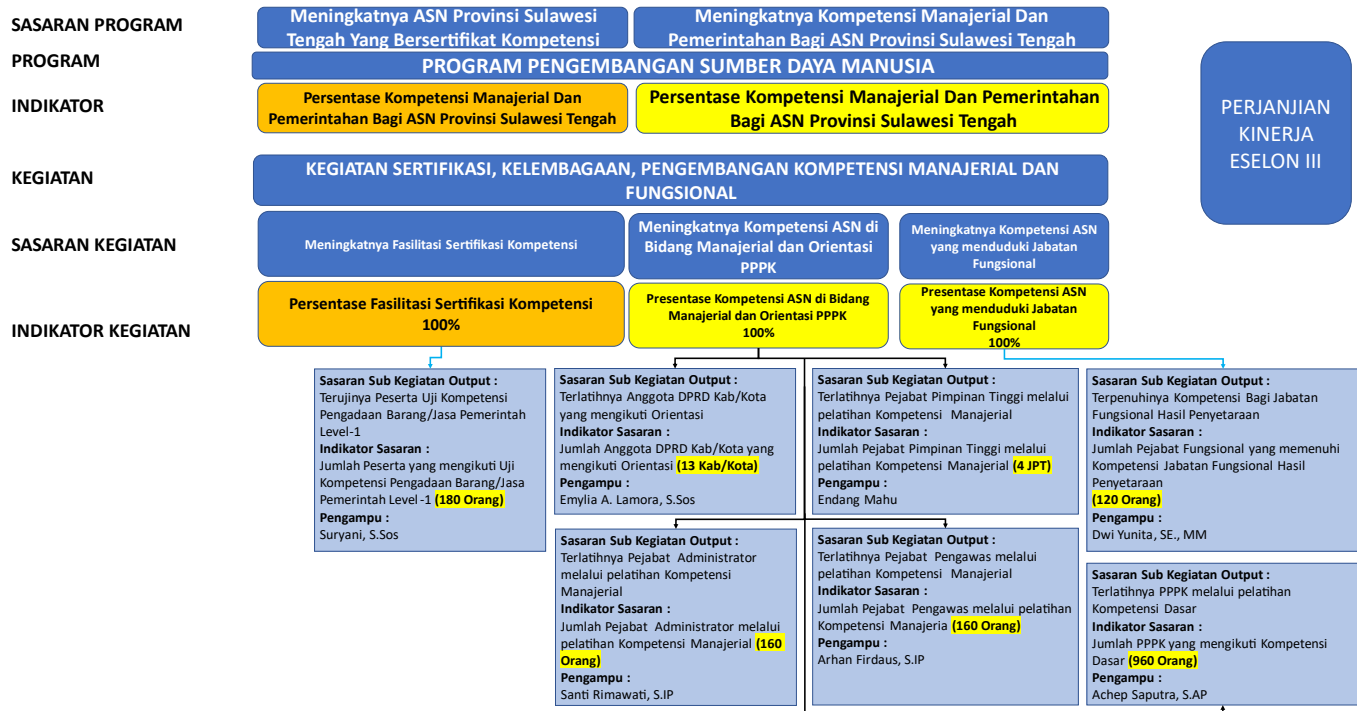 SASARAN PROGRAM
Meningkatnya ASN Provinsi Sulawesi
Tengah Yang Bersertifikat Kompetensi
Meningkatnya Kompetensi Manajerial Dan
Pemerintahan Bagi ASN Provinsi Sulawesi Tengah
PROGRAM
PROGRAM PENGEMBANGAN SUMBER DAYA MANUSIA
INDIKATOR
Persentase Kompetensi Manajerial Dan
Pemerintahan Bagi ASN Provinsi Sulawesi Tengah
Persentase Kompetensi Manajerial Dan Pemerintahan
Bagi ASN Provinsi Sulawesi Tengah
PERJANJIAN
KINERJA
ESELON III
KEGIATAN
KEGIATAN SERTIFIKASI, KELEMBAGAAN, PENGEMBANGAN KOMPETENSI MANAJERIAL DAN
FUNGSIONAL
SASARAN KEGIATAN
Meningkatnya Fasilitasi Sertifikasi Kompetensi
Meningkatnya Kompetensi ASN di
Bidang Manajerial dan Orientasi
PPPK
Meningkatnya Kompetensi ASN
yang menduduki Jabatan
Fungsional
INDIKATOR KEGIATAN
Persentase Fasilitasi Sertifikasi Kompetensi
100%
Presentase Kompetensi ASN di Bidang
Manajerial dan Orientasi PPPK
100%
Presentase Kompetensi ASN
yang menduduki Jabatan
Fungsional
100%
Sasaran Sub Kegiatan Output :
Terujinya Peserta Uji Kompetensi
Pengadaan Barang/Jasa Pemerintah
Level-1
Indikator Sasaran :
Jumlah Peserta yang mengikuti Uji
Kompetensi Pengadaan Barang/Jasa
Pemerintah Level -1 (180 Orang)
Pengampu :
Suryani, S.Sos
Sasaran Sub Kegiatan Output :
Terlatihnya Anggota DPRD Kab/Kota
yang mengikuti Orientasi
Indikator Sasaran :
Jumlah Anggota DPRD Kab/Kota yang
mengikuti Orientasi (13 Kab/Kota)
Pengampu :
Emylia A. Lamora, S.Sos
Sasaran Sub Kegiatan Output :
Terlatihnya Pejabat Pimpinan Tinggi melalui
pelatihan Kompetensi Manajerial
Indikator Sasaran :
Jumlah Pejabat Pimpinan Tinggi melalui
pelatihan Kompetensi Manajerial (4 JPT)
Pengampu :
Endang Mahu
Sasaran Sub Kegiatan Output :
Terpenuhinya Kompetensi Bagi Jabatan
Fungsional Hasil Penyetaraan
Indikator Sasaran :
Jumlah Pejabat Fungsional yang memenuhi
Kompetensi Jabatan Fungsional Hasil
Penyetaraan
(120 Orang)
Pengampu :
Dwi Yunita, SE., MM
Sasaran Sub Kegiatan Output :
Terlatihnya Pejabat Administrator
melalui pelatihan Kompetensi
Manajerial
Indikator Sasaran :
Jumlah Pejabat Administrator melalui
pelatihan Kompetensi Manajerial (160
Orang)
Pengampu :
Santi Rimawati, S.IP
Sasaran Sub Kegiatan Output :
Terlatihnya Pejabat Pengawas melalui
pelatihan Kompetensi Manajerial
Indikator Sasaran :
Jumlah Pejabat Pengawas melalui pelatihan
Kompetensi Manajeria (160 Orang)
Pengampu :
Arhan Firdaus, S.IP
Sasaran Sub Kegiatan Output :
Terlatihnya PPPK melalui pelatihan
Kompetensi Dasar
Indikator Sasaran :
Jumlah PPPK yang mengikuti Kompetensi
Dasar (960 Orang)
Pengampu :
Achep Saputra, S.AP